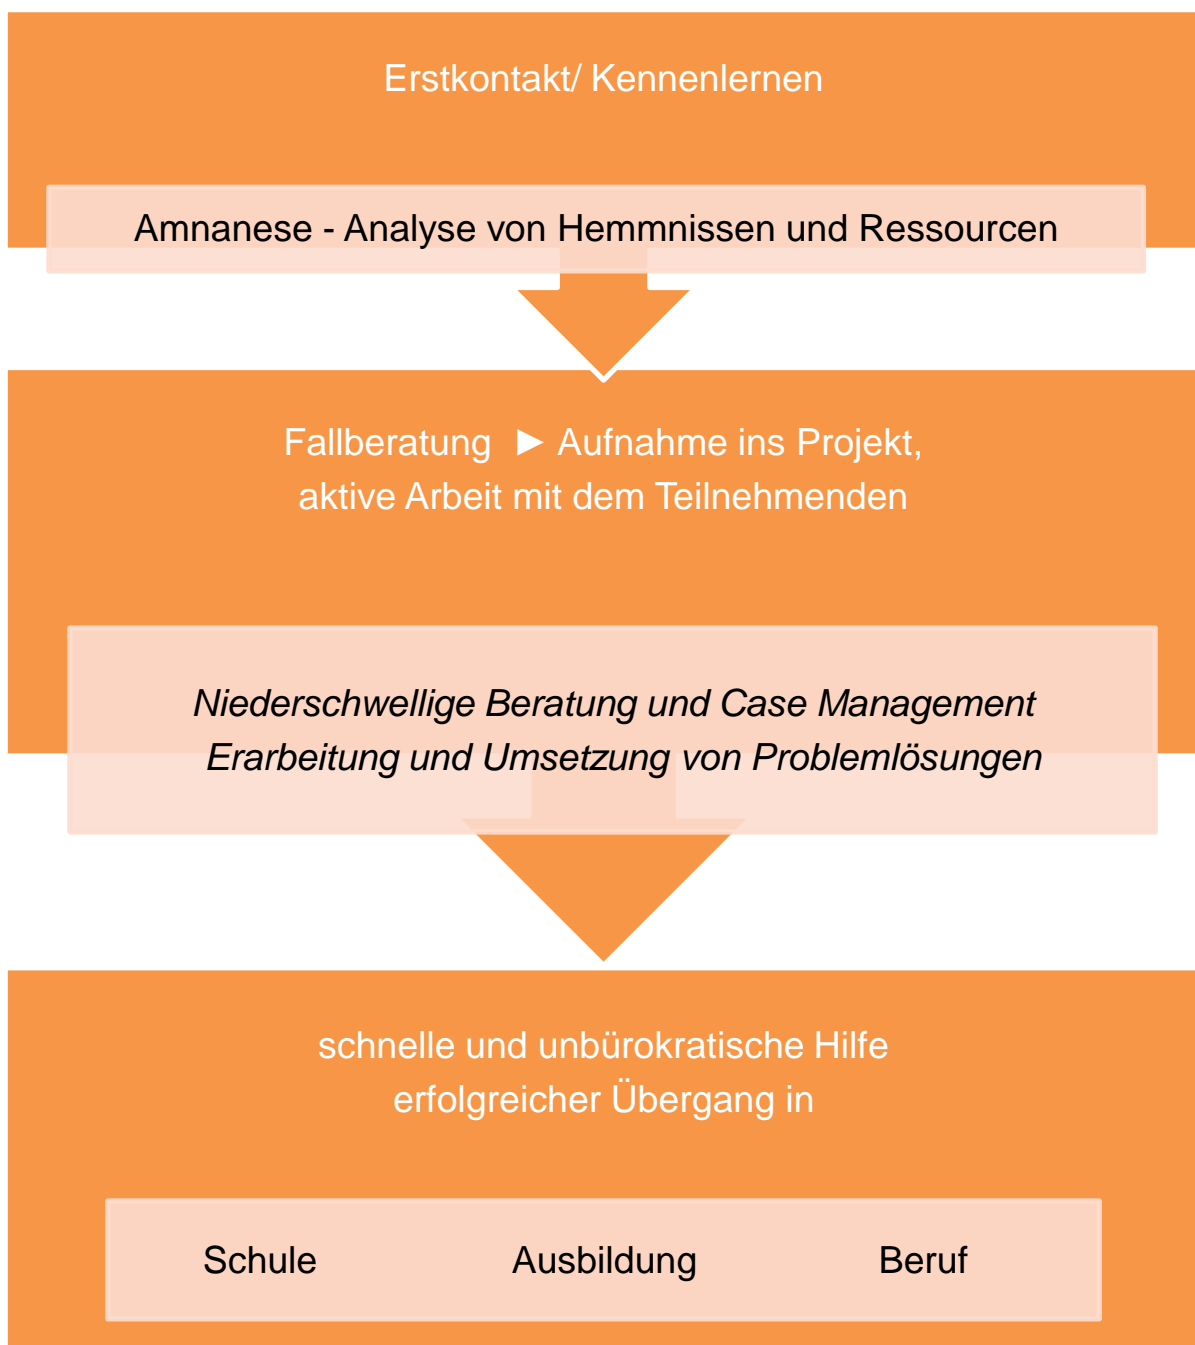 Erstkontakt/ Kennenlernen
Amnanese - Analyse von Hemmnissen und Ressourcen
Fallberatung ► Aufnahme ins Projekt,
aktive Arbeit mit dem Teilnehmenden
Niederschwellige Beratung und Case Management
Erarbeitung und Umsetzung von Problemlösungen
schnelle und unbürokratische Hilfe
erfolgreicher Übergang in
Schule Ausbildung Beruf